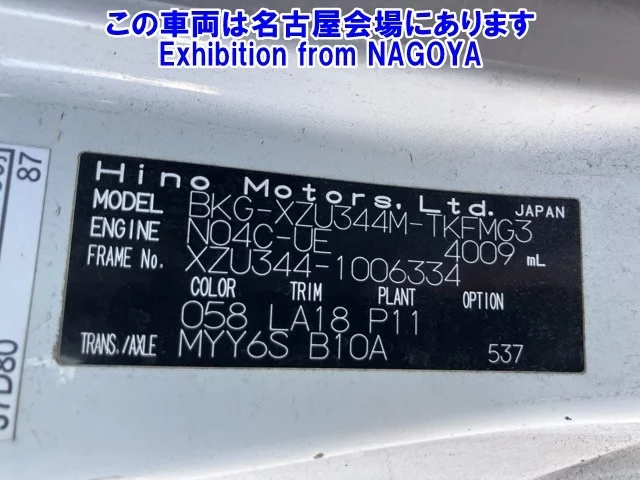 この車両は名古屋会場にあります
Exhibition from NAGOYA
87
Hino Motors, Ltd. JAPAN
MODEL BKG-XZU344M-TKFMG3
ENGINE N04C-UE 4009 mL
FRAME No. XZU344-1006334
COLOR TRIM PLANT OPTION
058 LA18 P11
TRANS./AXLE MYY6S B10A 537